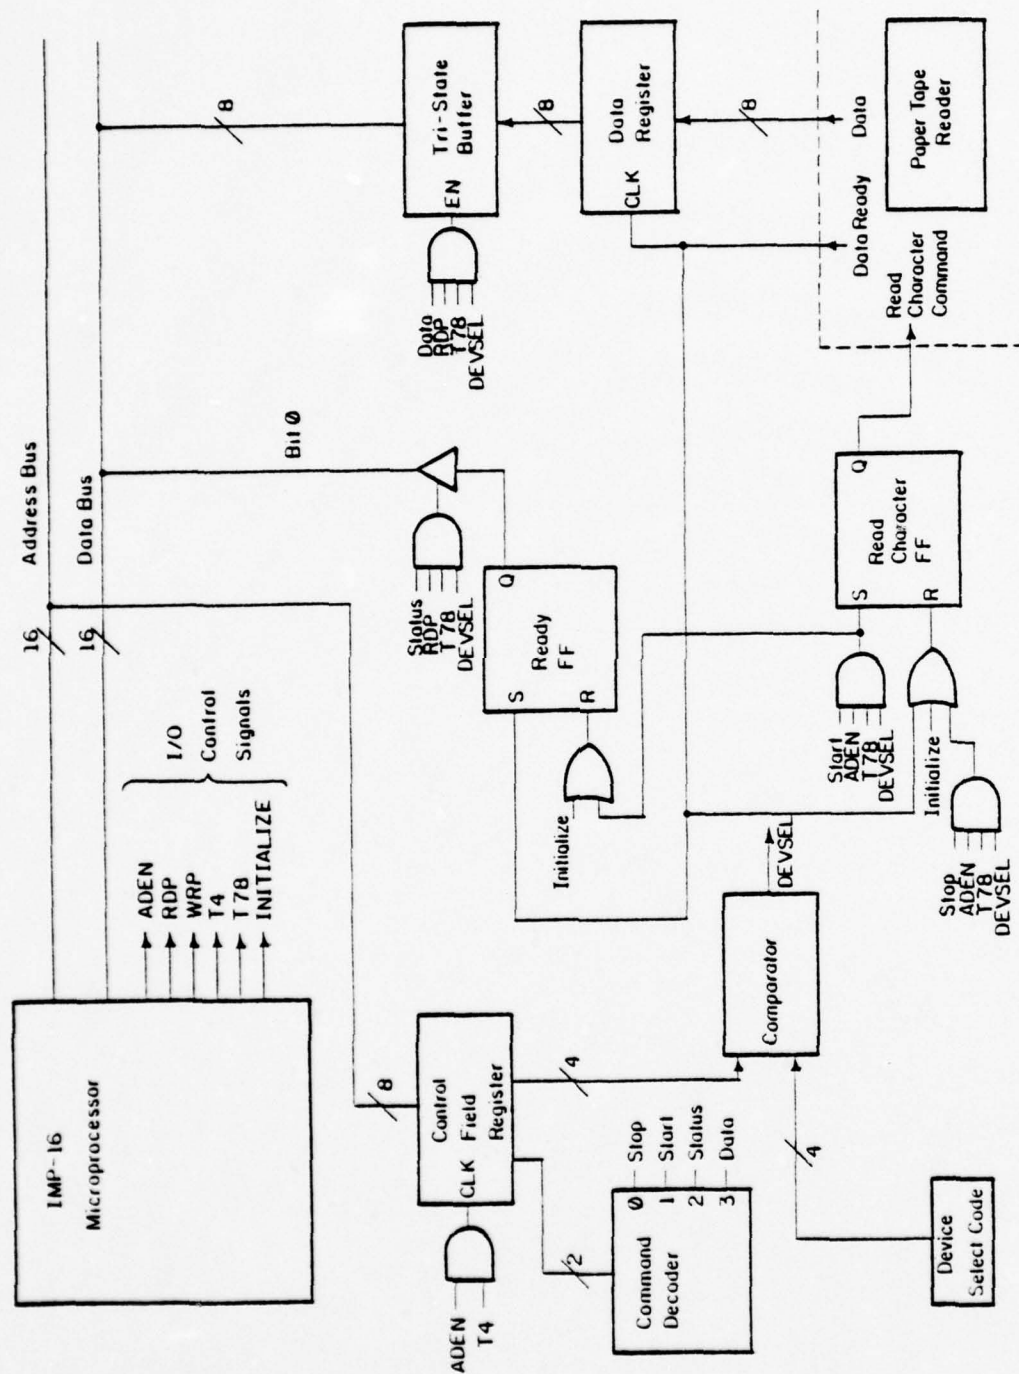 IMP-16
Microprocessor
ADEN
RDP
WRP
T4
T78
INITIALIZE
I/O
Control
Signals
16
Address Bus
16
Data Bus
8
Control
Field
Register
CLK
ADEN
T4
2
4
Command
Decoder
0
1
2
3
Stop
Start
Status
Data
Device
Select Code
4
Comparator
DEVSEL
Status
RDP
T78
DEVSEL
Bit 0
Ready
FF
S
R
Q
Initialize
Start
ADEN
T78
DEVSEL
Initialize
Stop
ADEN
T78
DEVSEL
Read
Character
FF
S
R
Q
Data
RDP
T78
DEVSEL
EN
Tri-State
Buffer
8
8
CLK
Data
Register
8
Data Ready
Data
Read
Character
Command
Paper Tape
Reader